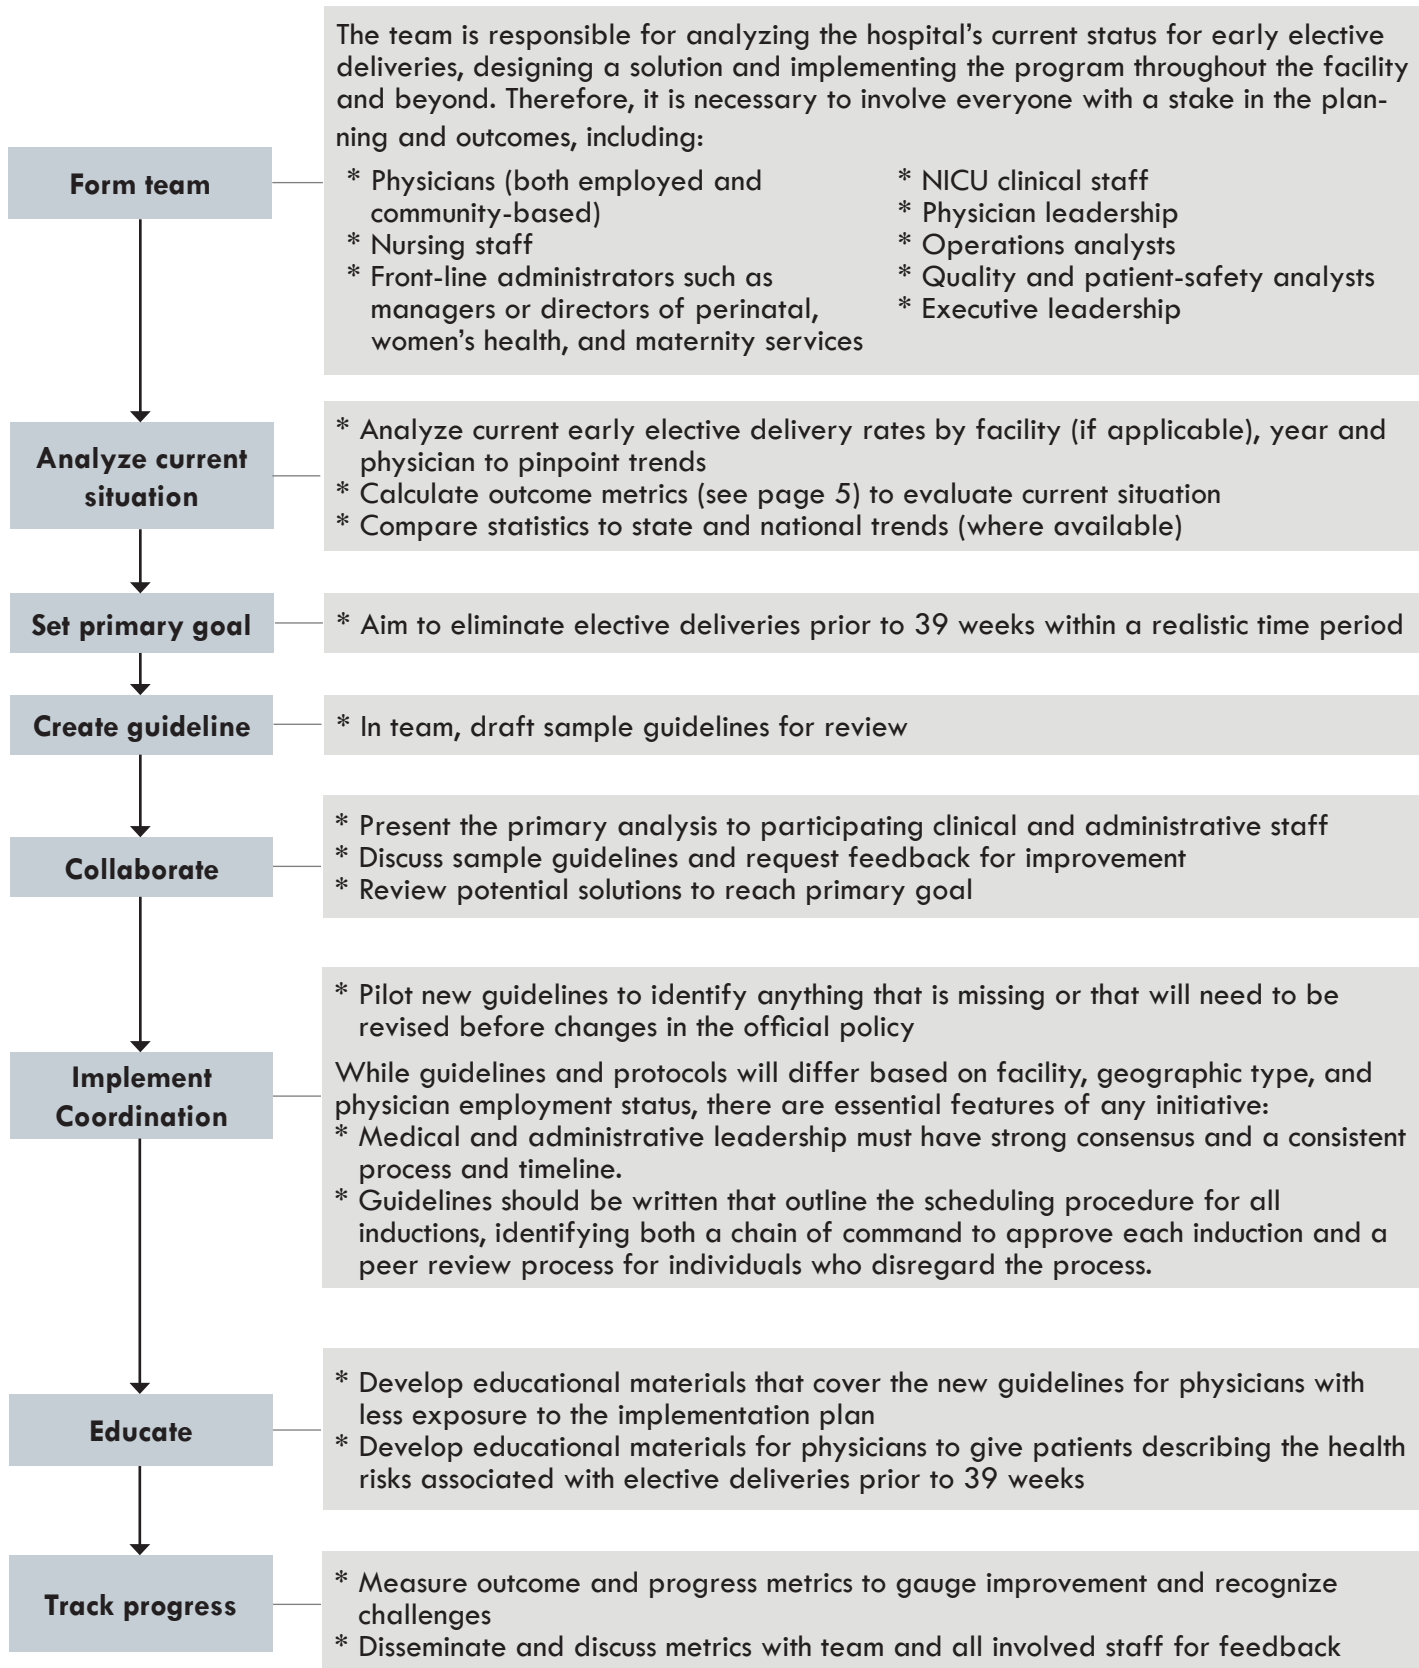 The team is responsible for analyzing the hospital's current status for early elective
deliveries, designing a solution and implementing the program throughout the facility
and beyond. Therefore, it is necessary to involve everyone with a stake in the plan-
ning and outcomes, including:
Form team
* Physicians (both employed and
community-based)
* Nursing staff
* Front-line administrators such as
managers or directors of perinatal,
women's health, and maternity services
* NICU clinical staff
* Physician leadership
* Operations analysts
* Quality and patient-safety analysts
* Executive leadership
Analyze current
situation
* Analyze current early elective delivery rates by facility (if applicable), year and
physician to pinpoint trends
* Calculate outcome metrics (see page 5) to evaluate current situation
* Compare statistics to state and national trends (where available)
Set primary goal
* Aim to eliminate elective deliveries prior to 39 weeks within a realistic time period
Create guideline
* In team, draft sample guidelines for review
Collaborate
* Present the primary analysis to participating clinical and administrative staff
* Discuss sample guidelines and request feedback for improvement
* Review potential solutions to reach primary goal
Implement
Coordination
* Pilot new guidelines to identify anything that is missing or that will need to be
revised before changes in the official policy
While guidelines and protocols will differ based on facility, geographic type, and
physician employment status, there are essential features of any initiative:
* Medical and administrative leadership must have strong consensus and a consistent
process and timeline.
* Guidelines should be written that outline the scheduling procedure for all
inductions, identifying both a chain of command to approve each induction and a
peer review process for individuals who disregard the process.
Educate
* Develop educational materials that cover the new guidelines for physicians with
less exposure to the implementation plan
* Develop educational materials for physicians to give patients describing the health
risks associated with elective deliveries prior to 39 weeks
Track progress
* Measure outcome and progress metrics to gauge improvement and recognize
challenges
* Disseminate and discuss metrics with team and all involved staff for feedback